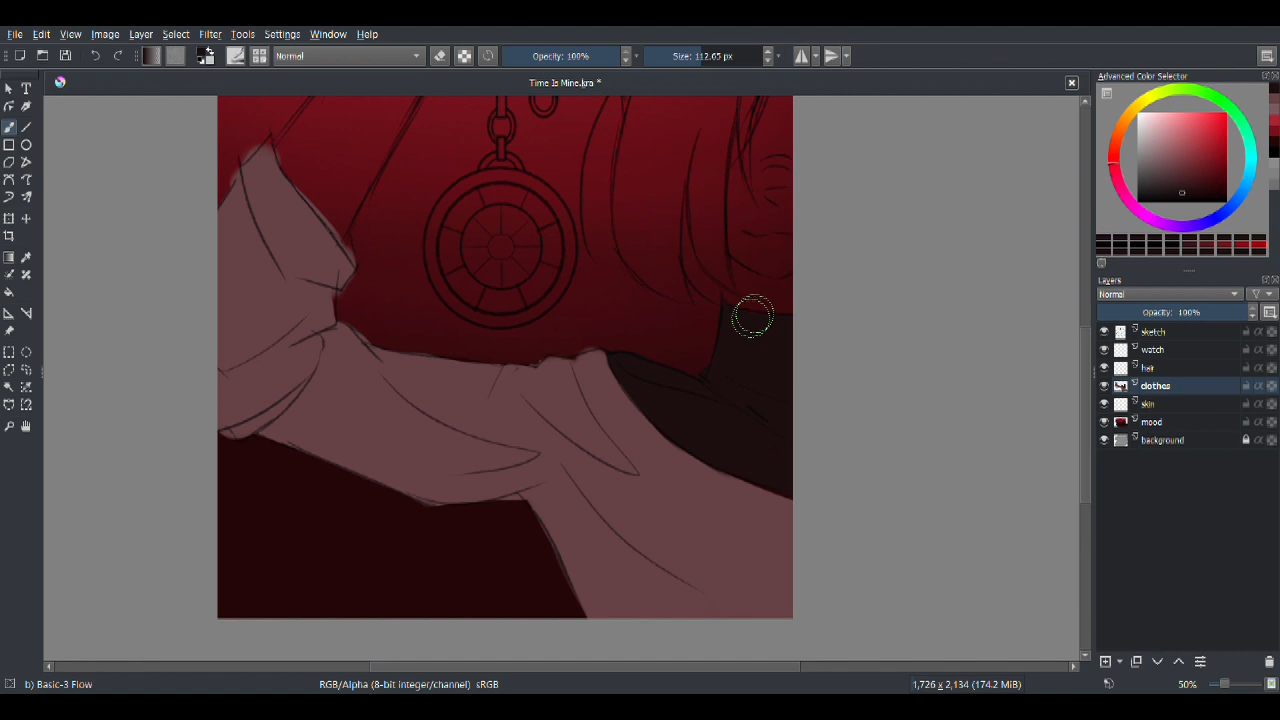 File Edit View Image Layer Select Filter Tools Settings Window Help
Normal Opacity: 100% Size: 112.65 px
Time Is Mine.kra *
Advanced Color Selector
Layers
Normal
Opacity: 100%
sketch
watch
hair
clothes
skin
mood
background
b) Basic-3 Flow RGB/Alpha (8-bit integer/channel) sRGB 1,726 x 2,134 (174.2 MiB) 50%